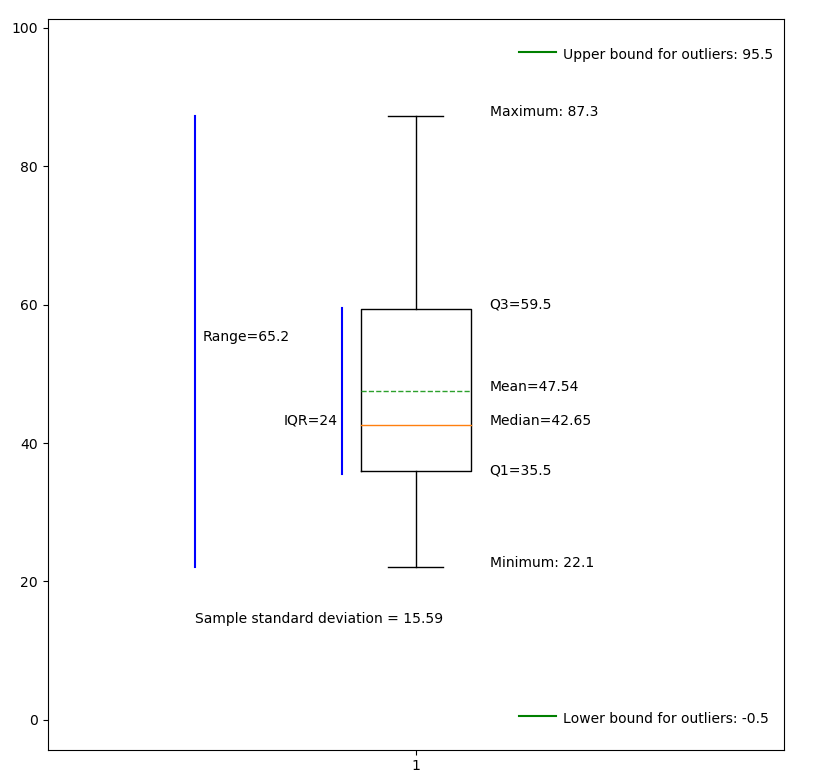 100
Upper bound for outliers: 95.5
Maximum: 87.3
80
60
Q3=59.5
Range=65.2
Mean=47.54
IQR=24
Median=42.65
40
Q1=35.5
Minimum: 22.1
20
Sample standard deviation = 15.59
0
Lower bound for outliers: -0.5
1